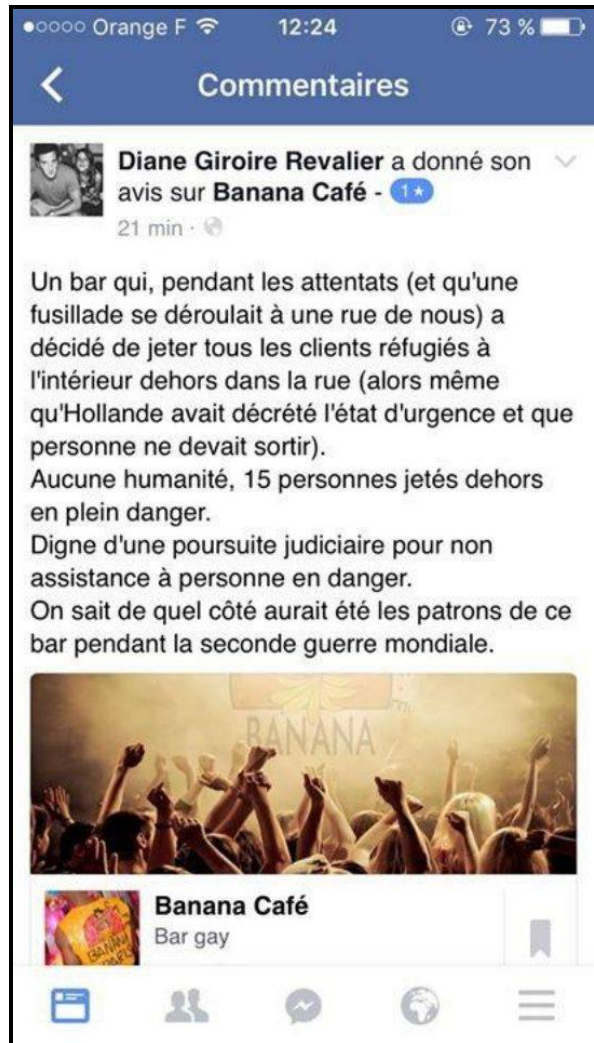 Orange F 12:24 73 %
Commentaires
Diane Giroire Revalier a donné son
avis sur Banana Café - 1★
21 min ·
Un bar qui, pendant les attentats (et qu'une
fusillade se déroulait à une rue de nous) a
décidé de jeter tous les clients réfugiés à
l'intérieur dehors dans la rue (alors même
qu'Hollande avait décrété l'état d'urgence et que
personne ne devait sortir).
Aucune humanité, 15 personnes jetés dehors
en plein danger.
Digne d'une poursuite judiciaire pour non
assistance à personne en danger.
On sait de quel côté aurait été les patrons de ce
bar pendant la seconde guerre mondiale.
BANANA
Banana Café
Bar gay
BANANA
PARIS